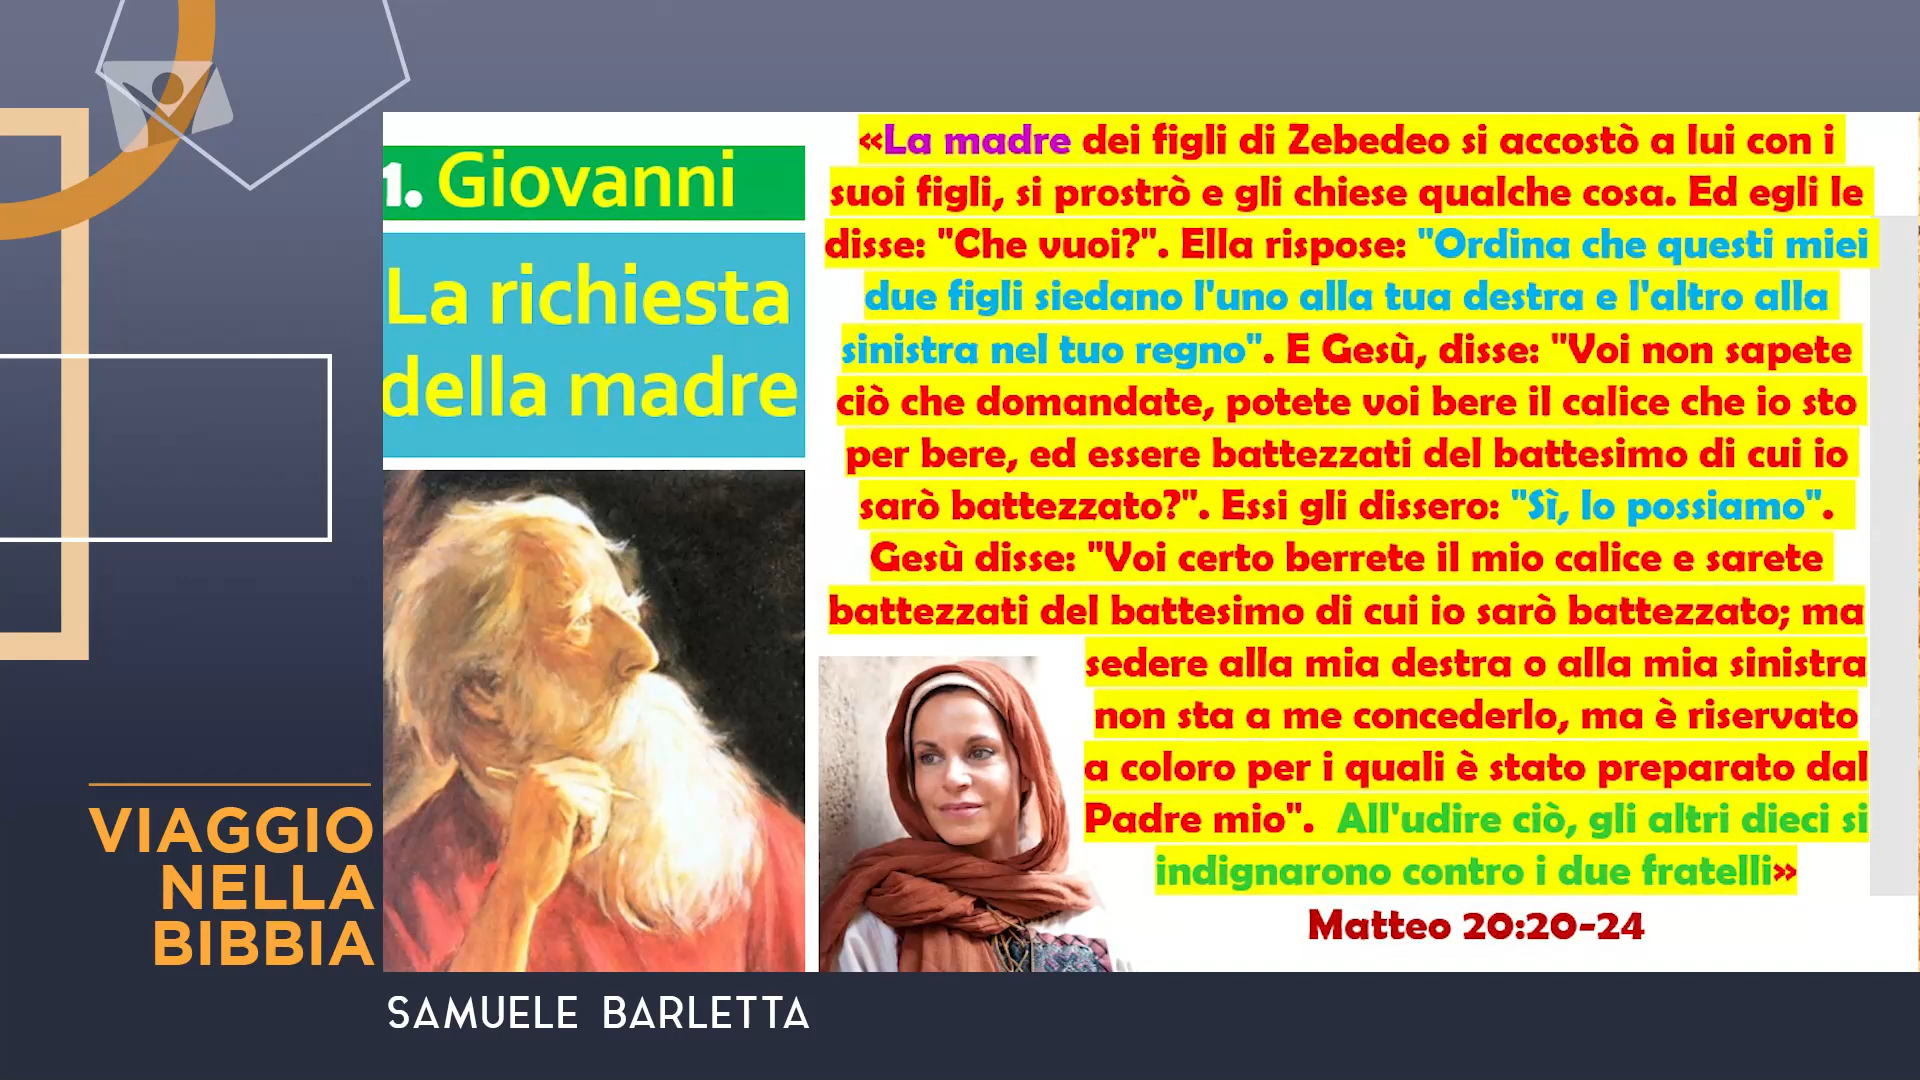 1. Giovanni
La richiesta
della madre
«La madre dei figli di Zebedeo si accostò a lui con i
suoi figli, si prostrò e gli chiese qualche cosa. Ed egli le
disse: "Che vuoi?". Ella rispose: "Ordina che questi miei
due figli siedano l'uno alla tua destra e l'altro alla
sinistra nel tuo regno". E Gesù, disse: "Voi non sapete
ciò che domandate, potete voi bere il calice che io sto
per bere, ed essere battezzati del battesimo di cui io
sarò battezzato?". Essi gli dissero: "Sì, lo possiamo".
Gesù disse: "Voi certo berrete il mio calice e sarete
battezzati del battesimo di cui io sarò battezzato; ma
sedere alla mia destra o alla mia sinistra
non sta a me concederlo, ma è riservato
a coloro per i quali è stato preparato dal
Padre mio". All'udire ciò, gli altri dieci si
indignarono contro i due fratelli»
Matteo 20:20-24
VIAGGIO
NELLA
BIBBIA
SAMUELE BARLETTA